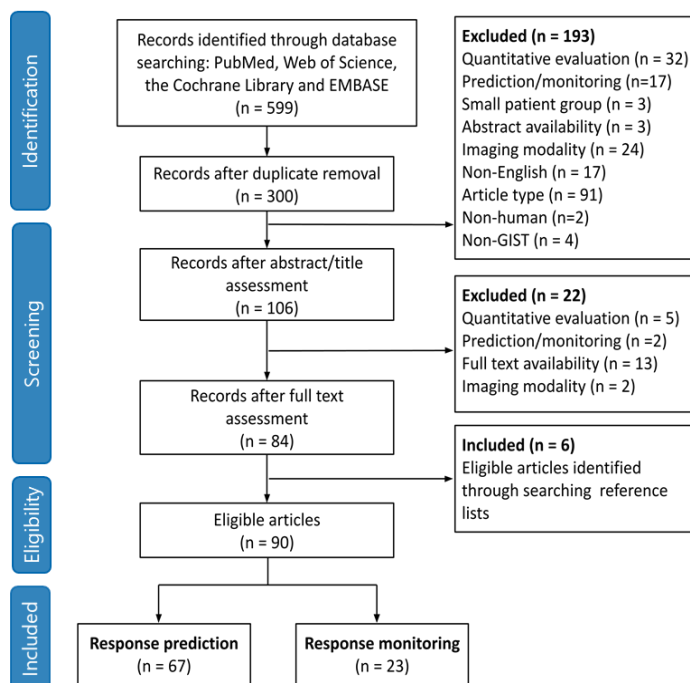 Identification
Records identified through database
searching: PubMed, Web of Science,
the Cochrane Library and EMBASE
(n = 599)
Records after duplicate removal
(n = 300)
Excluded (n = 193)
Quantitative evaluation (n = 32)
Prediction/monitoring (n=17)
Small patient group (n = 3)
Abstract availability (n = 3)
Imaging modality (n = 24)
Non-English (n = 17)
Article type (n = 91)
Non-human (n=2)
Non-GIST (n = 4)
Screening
Records after abstract/title
assessment
(n = 106)
Excluded (n = 22)
Quantitative evaluation (n = 5)
Prediction/monitoring (n =2)
Full text availability (n = 13)
Imaging modality (n = 2)
Records after full text
assessment
(n = 84)
Included (n = 6)
Eligible articles identified
through searching reference
lists
Eligibility
Eligible articles
(n = 90)
Included
Response prediction
(n = 67)
Response monitoring
(n = 23)